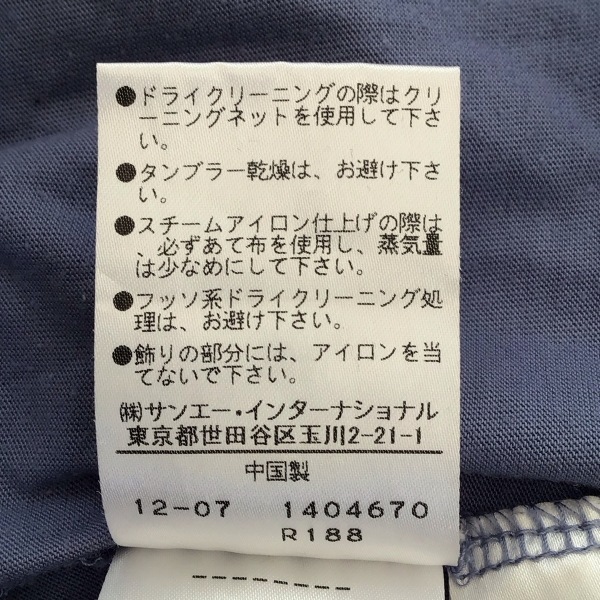 ●ドライクリーニングの際はクリ
ーニングネットを使用して下さ
い。
●タンブラー乾燥は、お避け下さ
い。
●スチームアイロン仕上げの際は
、必ずあて布を使用し、蒸気量
は少なめにして下さい。
●フッソ系ドライクリーニング処
理は、お避け下さい。
●飾りの部分には、アイロンを当
てないで下さい。
㈱サンエー・インターナショナル
東京都世田谷区玉川2-21-1
中国製
12-07 1404670
R188